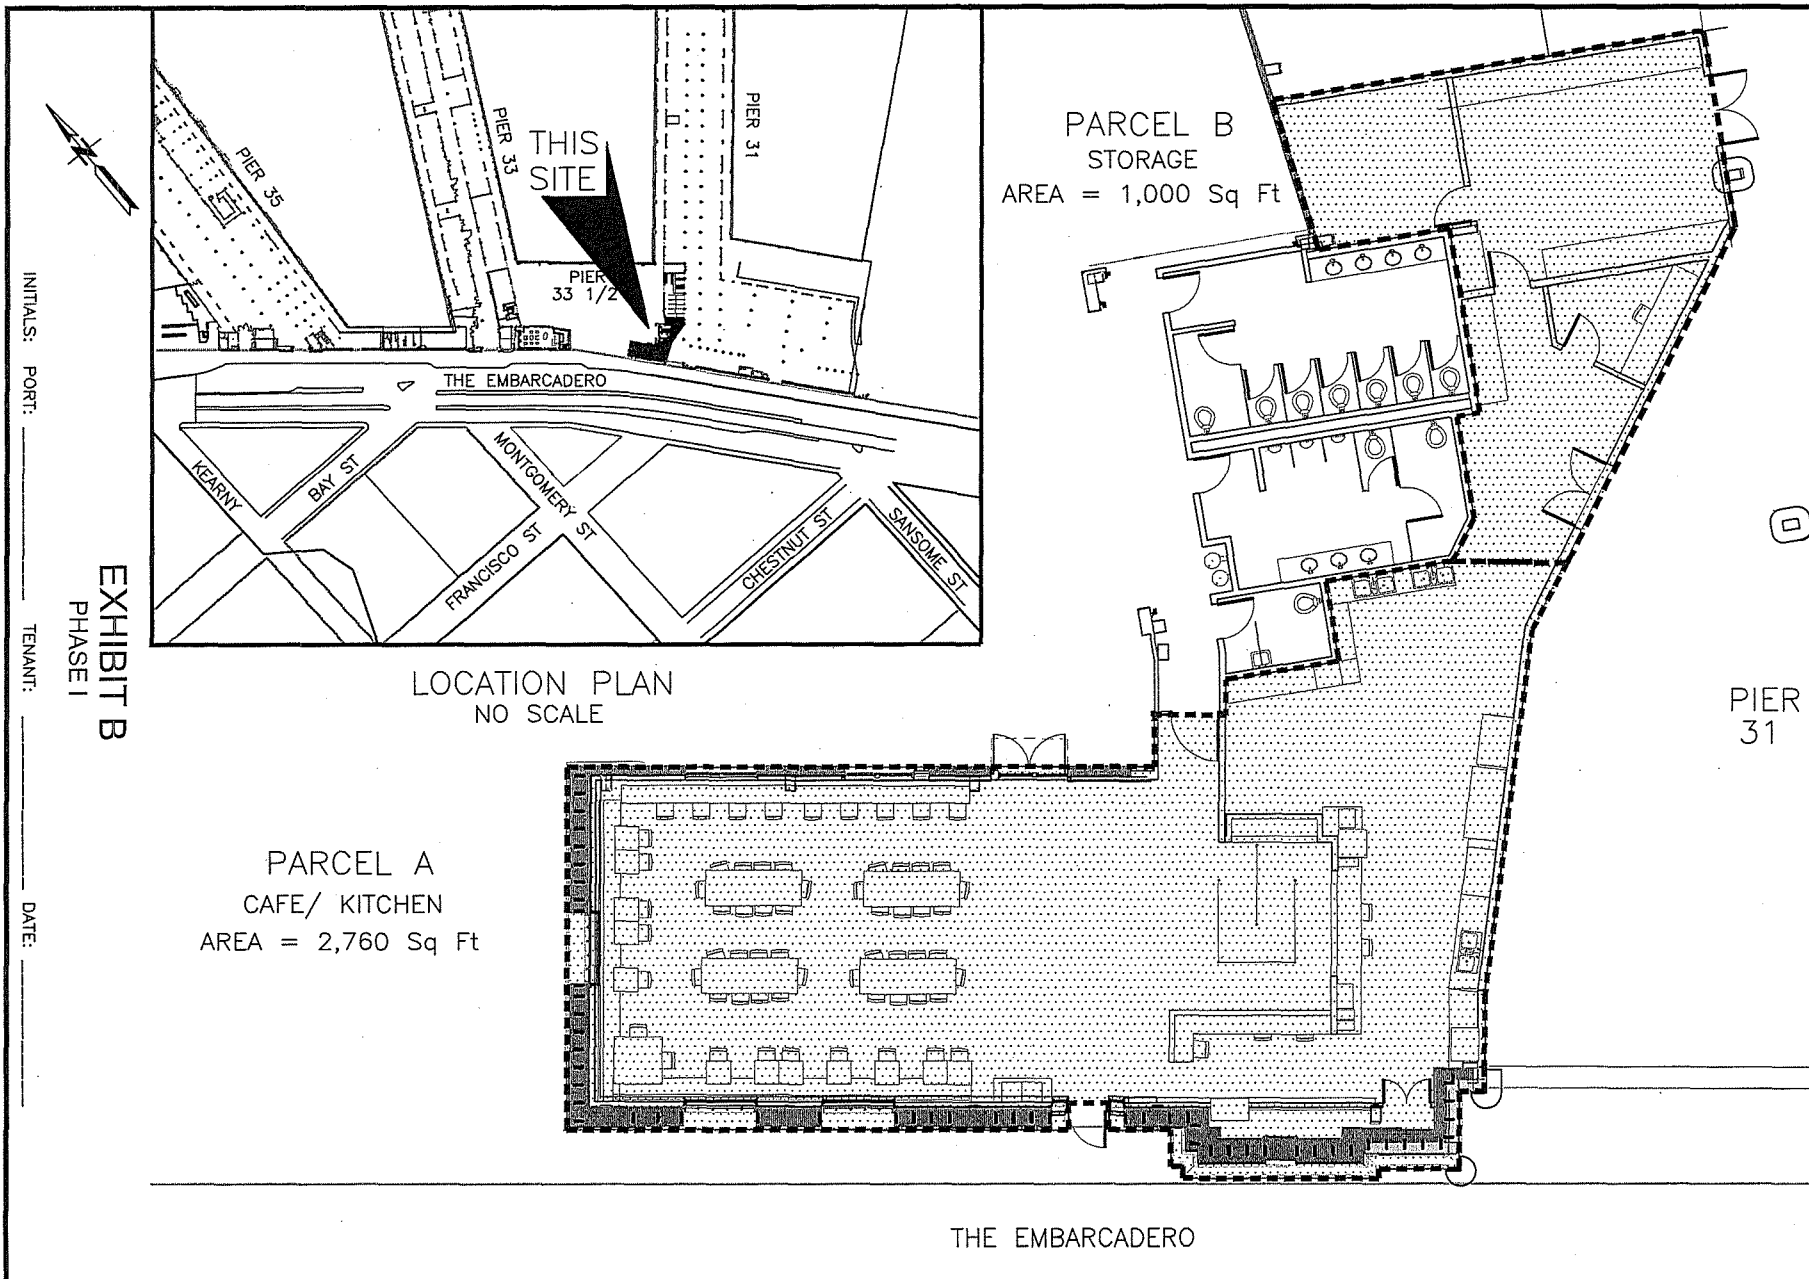 PIER 35
PIER 33
THIS
SITE
PIER 31
PIER
33 1/2
THE EMBARCADERO
KEARNY
BAY ST
MONTGOMERY ST
FRANCISCO ST
CHESTNUT ST
SANSOME ST
LOCATION PLAN
NO SCALE
PARCEL B
STORAGE
AREA = 1,000 Sq Ft
PIER
31
PARCEL A
CAFE/ KITCHEN
AREA = 2,760 Sq Ft
THE EMBARCADERO
EXHIBIT B
PHASE I
INITIALS: PORT: TENANT: DATE: